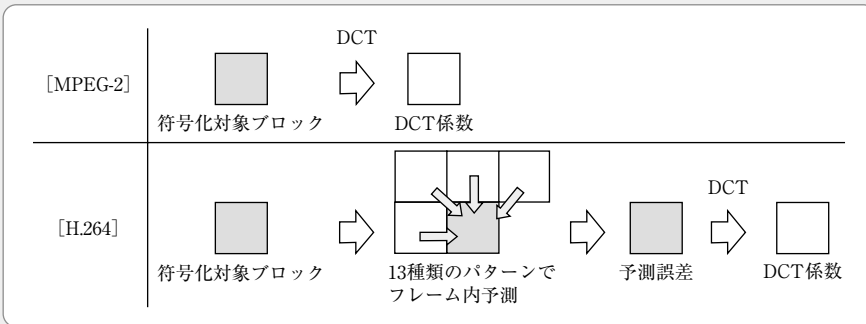 DCT
[MPEG-2]
符号化対象ブロック
DCT係数
DCT
[H.264]
符号化対象ブロック
13種類のパターンで
フレーム内予測
予測誤差
DCT係数